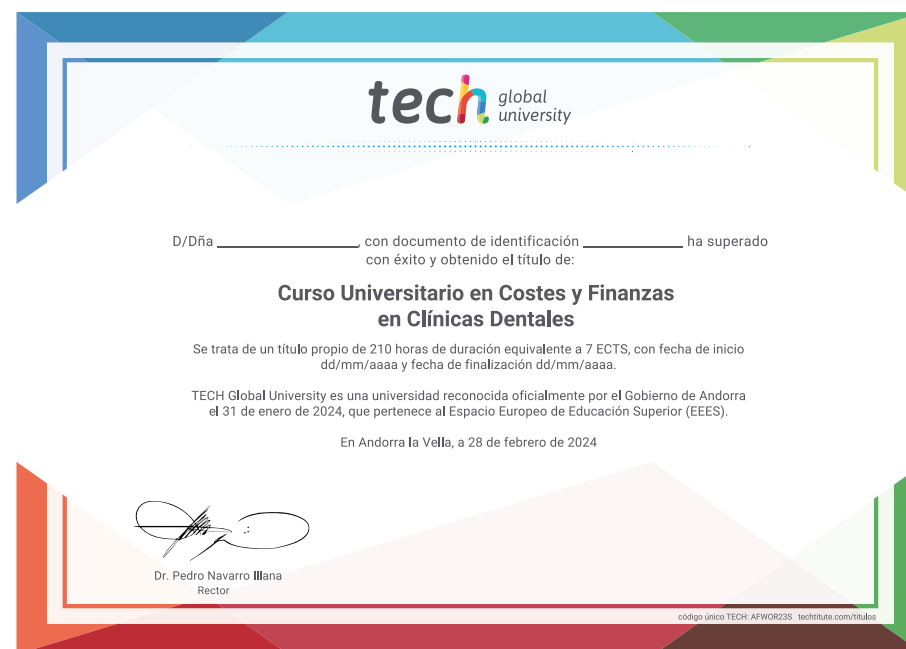 tech global university
D/Dña ____________________, con documento de identificación ______________ ha superado
con éxito y obtenido el título de:
Curso Universitario en Costes y Finanzas
en Clínicas Dentales
Se trata de un título propio de 210 horas de duración equivalente a 7 ECTS, con fecha de inicio
dd/mm/aaaa y fecha de finalización dd/mm/aaaa.
TECH Global University es una universidad reconocida oficialmente por el Gobierno de Andorra
el 31 de enero de 2024, que pertenece al Espacio Europeo de Educación Superior (EEES).
En Andorra la Vella, a 28 de febrero de 2024
Dr. Pedro Navarro Illana
Rector
código único TECH: AFWOR23S techtitute.com/titulos